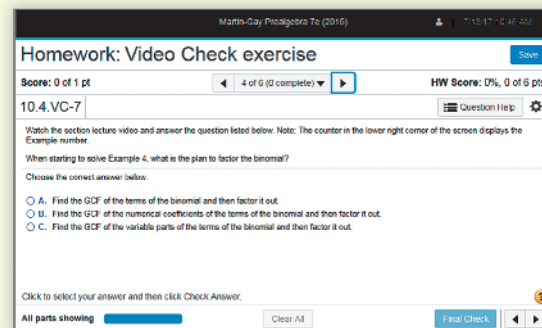 Martin-Gay Prealgebra 7e (2015)
7/13/17 10:46 AM
Homework: Video Check exercise
Save
Score: 0 of 1 pt
4 of 6 (0 complete)
HW Score: 0%, 0 of 6 pts
10.4.VC-7
Question Help
Watch the section lecture video and answer the question listed below. Note: The counter in the lower right corner of the screen displays the
Example number.
When starting to solve Example 4, what is the plan to factor the binomial?
Choose the correct answer below.
A. Find the GCF of the terms of the binomial and then factor it out.
B. Find the GCF of the numerical coefficients of the terms of the binomial and then factor it out.
C. Find the GCF of the variable parts of the terms of the binomial and then factor it out.
Click to select your answer and then click Check Answer.
?
All parts showing
Clear All
Final Check